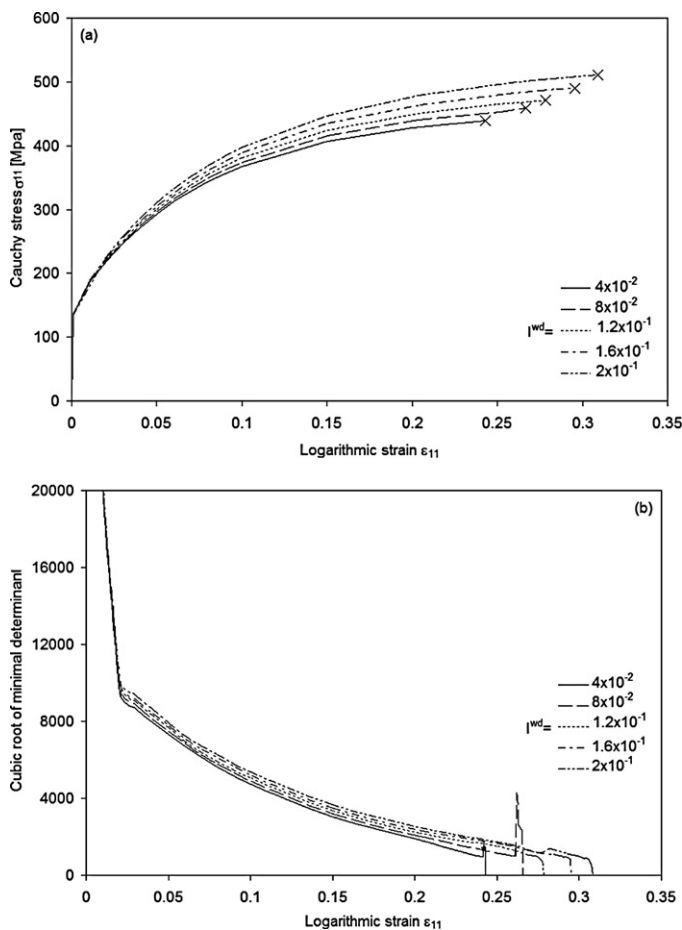 (a)
600
500
400
300
200
100
0
Cauchy stress σ11 [Mpa]
0 0.05 0.1 0.15 0.2 0.25 0.3 0.35
Logarithmic strain ε11
4x10-2
8x10-2
Iwd= 1.2x10-1
1.6x10-1
2x10-1
(b)
20000
16000
12000
8000
4000
0
Cubic root of minimal determinant
0 0.05 0.1 0.15 0.2 0.25 0.3 0.35
Logarithmic strain ε11
4x10-2
8x10-2
Iwd= 1.2x10-1
1.6x10-1
2x10-1